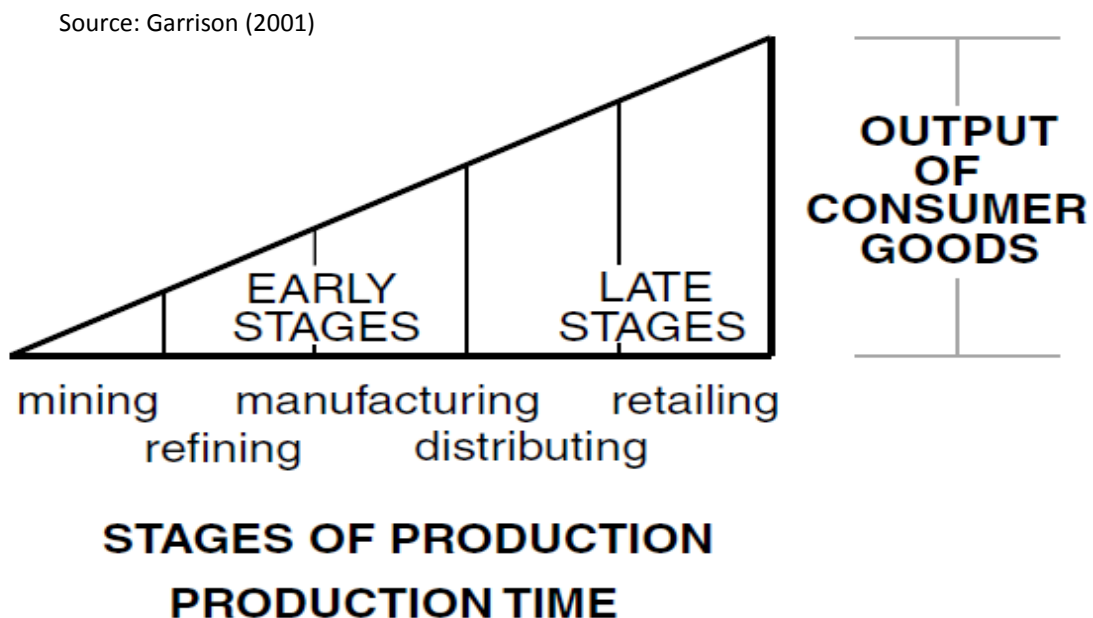 Source: Garrison (2001)
OUTPUT
OF
CONSUMER
GOODS
EARLY
STAGES
LATE
STAGES
mining manufacturing retailing
refining distributing
STAGES OF PRODUCTION
PRODUCTION TIME